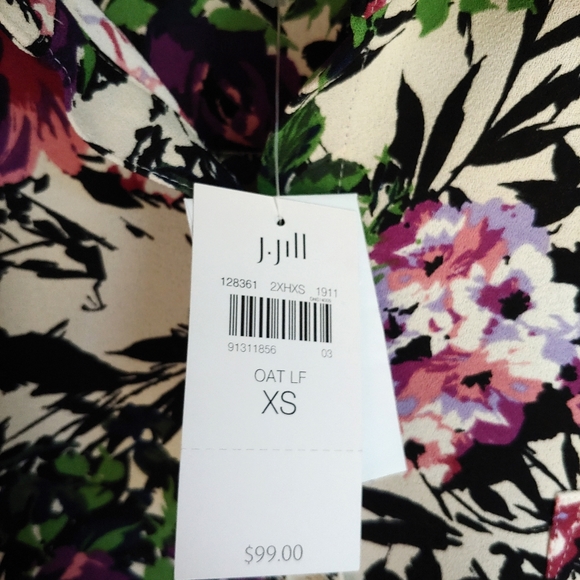 J.Jill
128361 2XHXS 1911
91311856 03
OAT LF
XS
$99.00